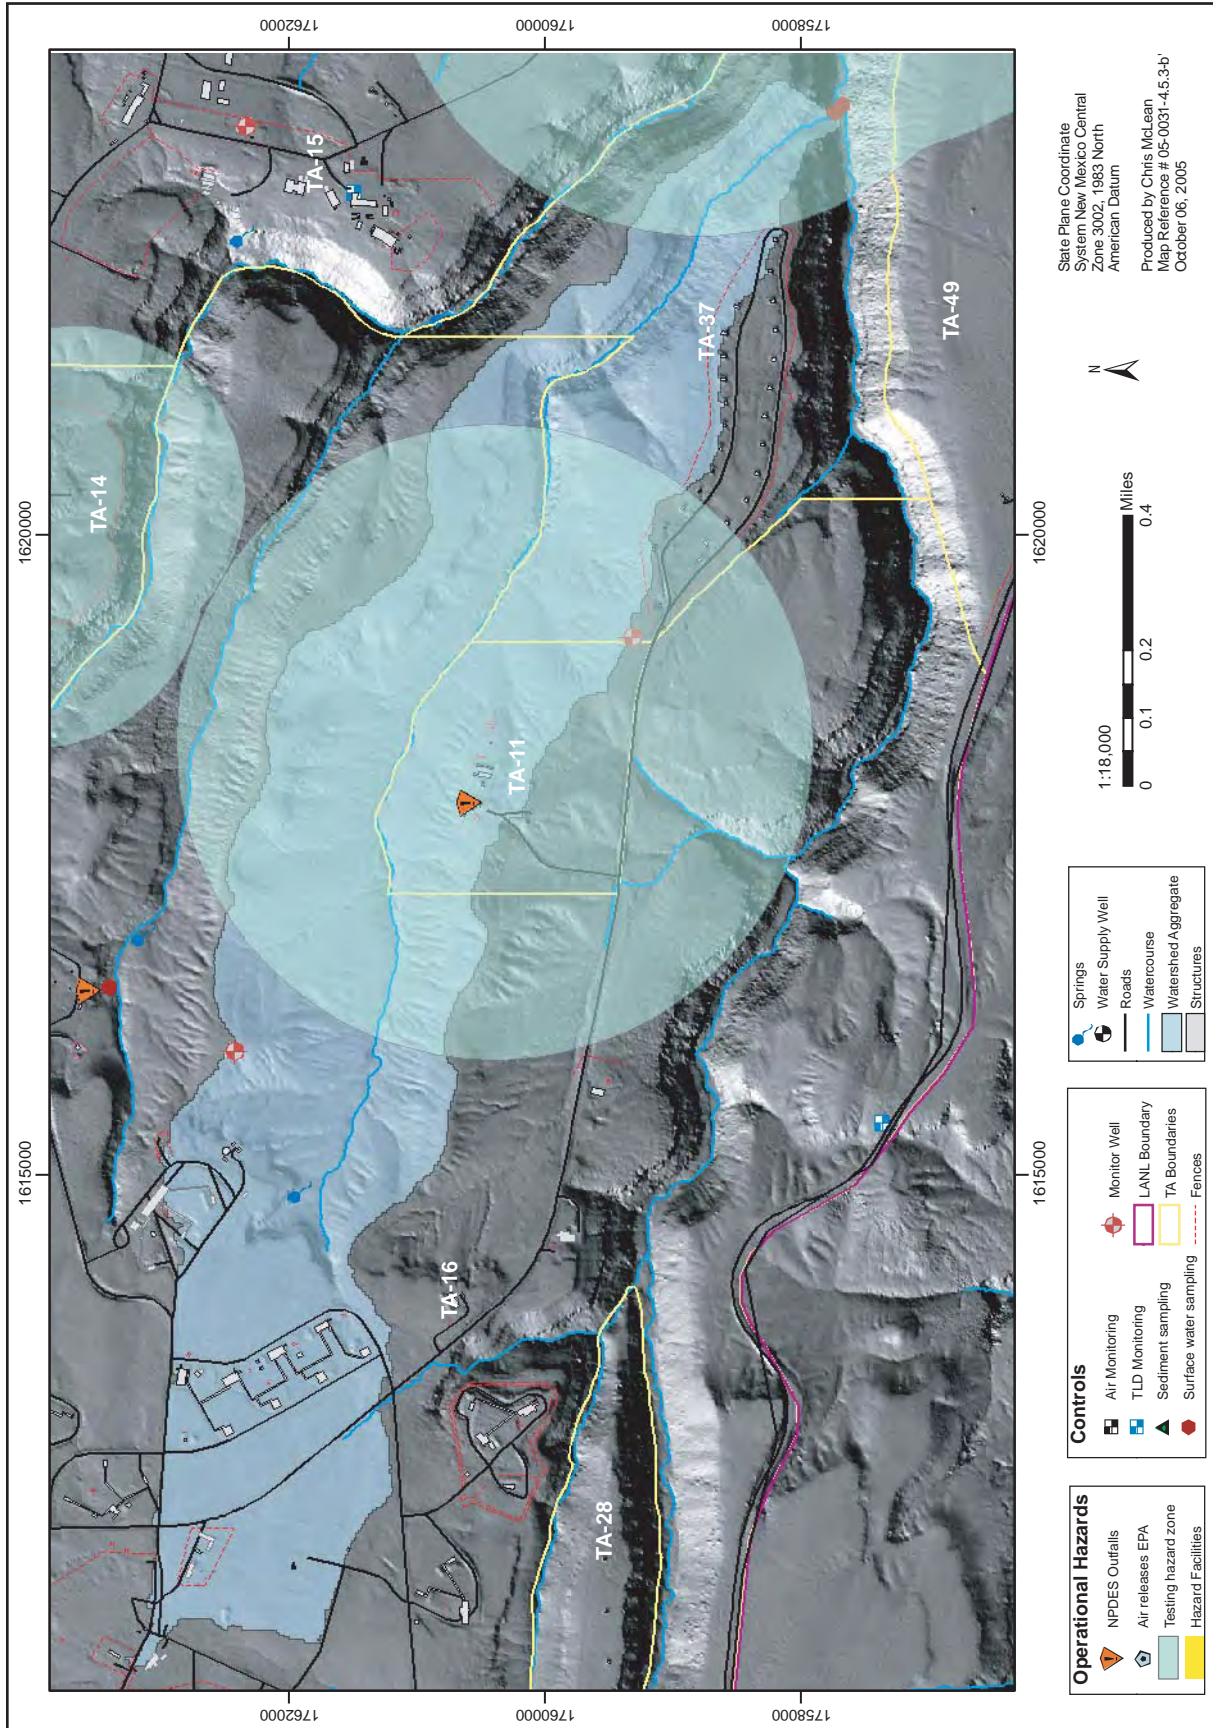 1620000
1615000
1762000
1760000
1758000
1762000
1760000
1758000
1620000
1615000
TA-14
TA-15
TA-11
TA-37
TA-49
TA-16
TA-28
Operational Hazards
NPDES Outfalls
Air releases EPA
Testing hazard zone
Hazard Facilities
Controls
Air Monitoring
TLD Monitoring
Sediment sampling
Surface water sampling
Monitor Well
LANL Boundary
TA Boundaries
Fences
Springs
Water Supply Well
Roads
Watercourse
Watershed Aggregate
Structures
1:18,000
0 0.1 0.2 0.4
Miles
N
State Plane Coordinate
System New Mexico Central
Zone 3002, 1983 North
American Datum
Produced by Chris McLean
Map Reference # 05-0031-4.5.3-b'
October 06, 2005